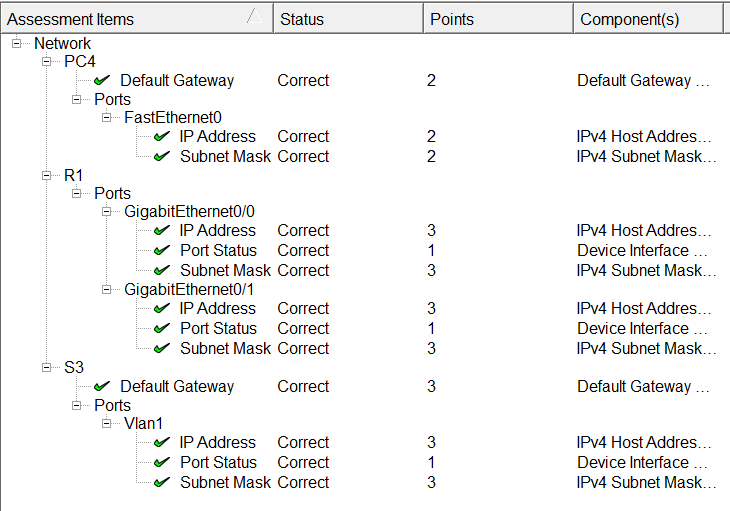 Assessment Items Status Points Component(s)
Network
PC4
Default Gateway Correct 2 Default Gateway ...
Ports
FastEthernet0
IP Address Correct 2 IPv4 Host Addres...
Subnet Mask Correct 2 IPv4 Subnet Mask...
R1
Ports
GigabitEthernet0/0
IP Address Correct 3 IPv4 Host Addres...
Port Status Correct 1 Device Interface ...
Subnet Mask Correct 3 IPv4 Subnet Mask...
GigabitEthernet0/1
IP Address Correct 3 IPv4 Host Addres...
Port Status Correct 1 Device Interface ...
Subnet Mask Correct 3 IPv4 Subnet Mask...
S3
Default Gateway Correct 3 Default Gateway ...
Ports
Vlan1
IP Address Correct 3 IPv4 Host Addres...
Port Status Correct 1 Device Interface ...
Subnet Mask Correct 3 IPv4 Subnet Mask...